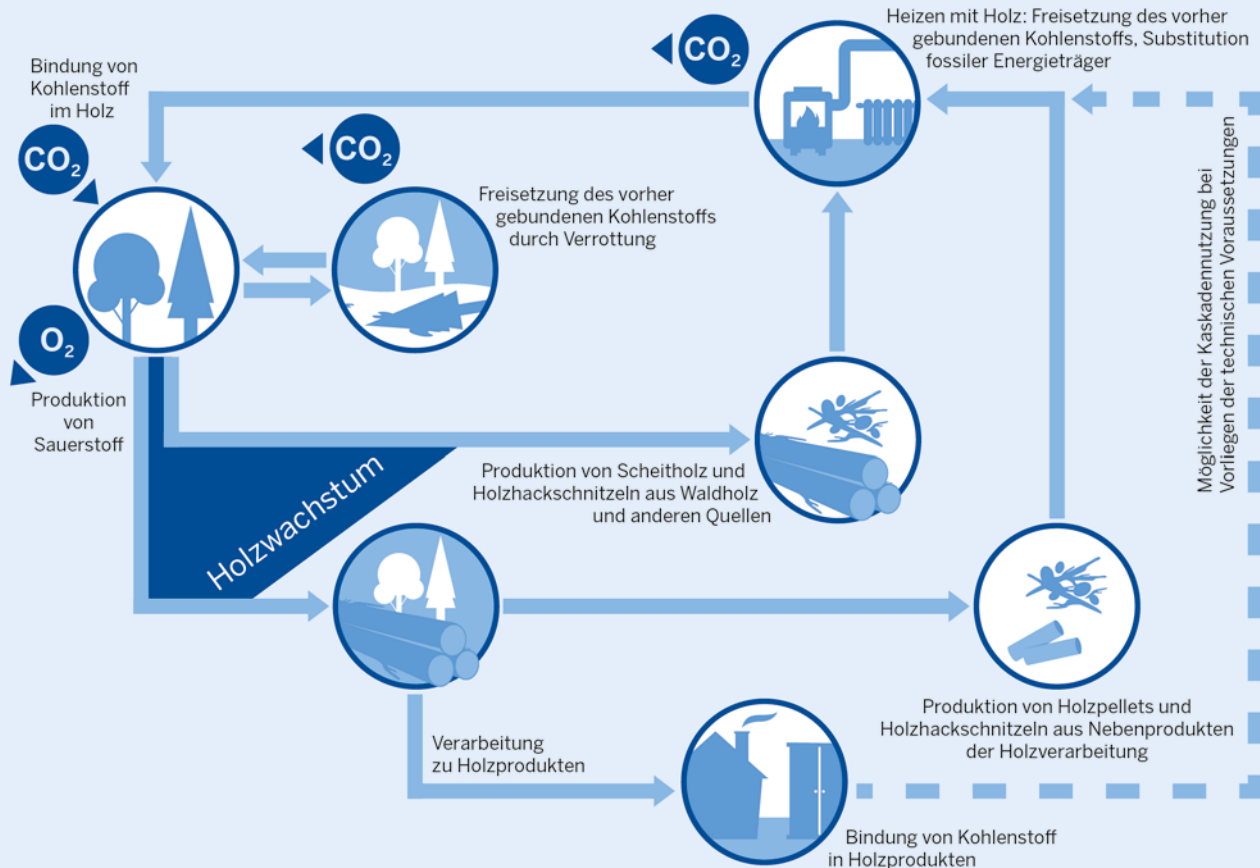 Heizen mit Holz: Freisetzung des vorher
gebundenen Kohlenstoffs, Substitution
fossiler Energieträger
CO₂
Bindung von
Kohlenstoff
im Holz
CO₂
CO₂
Freisetzung des vorher
gebundenen Kohlenstoffs
durch Verrottung
O₂
Produktion
von
Sauerstoff
Holzwachstum
Produktion von Scheitholz und
Holzhackschnitzeln aus Waldholz
und anderen Quellen
Möglichkeit der Kaskadennutzung bei
Vorliegen der technischen Voraussetzungen
Produktion von Holzpellets und
Holzhackschnitzeln aus Nebenprodukten
der Holzverarbeitung
Verarbeitung
zu Holzprodukten
Bindung von Kohlenstoff
in Holzprodukten